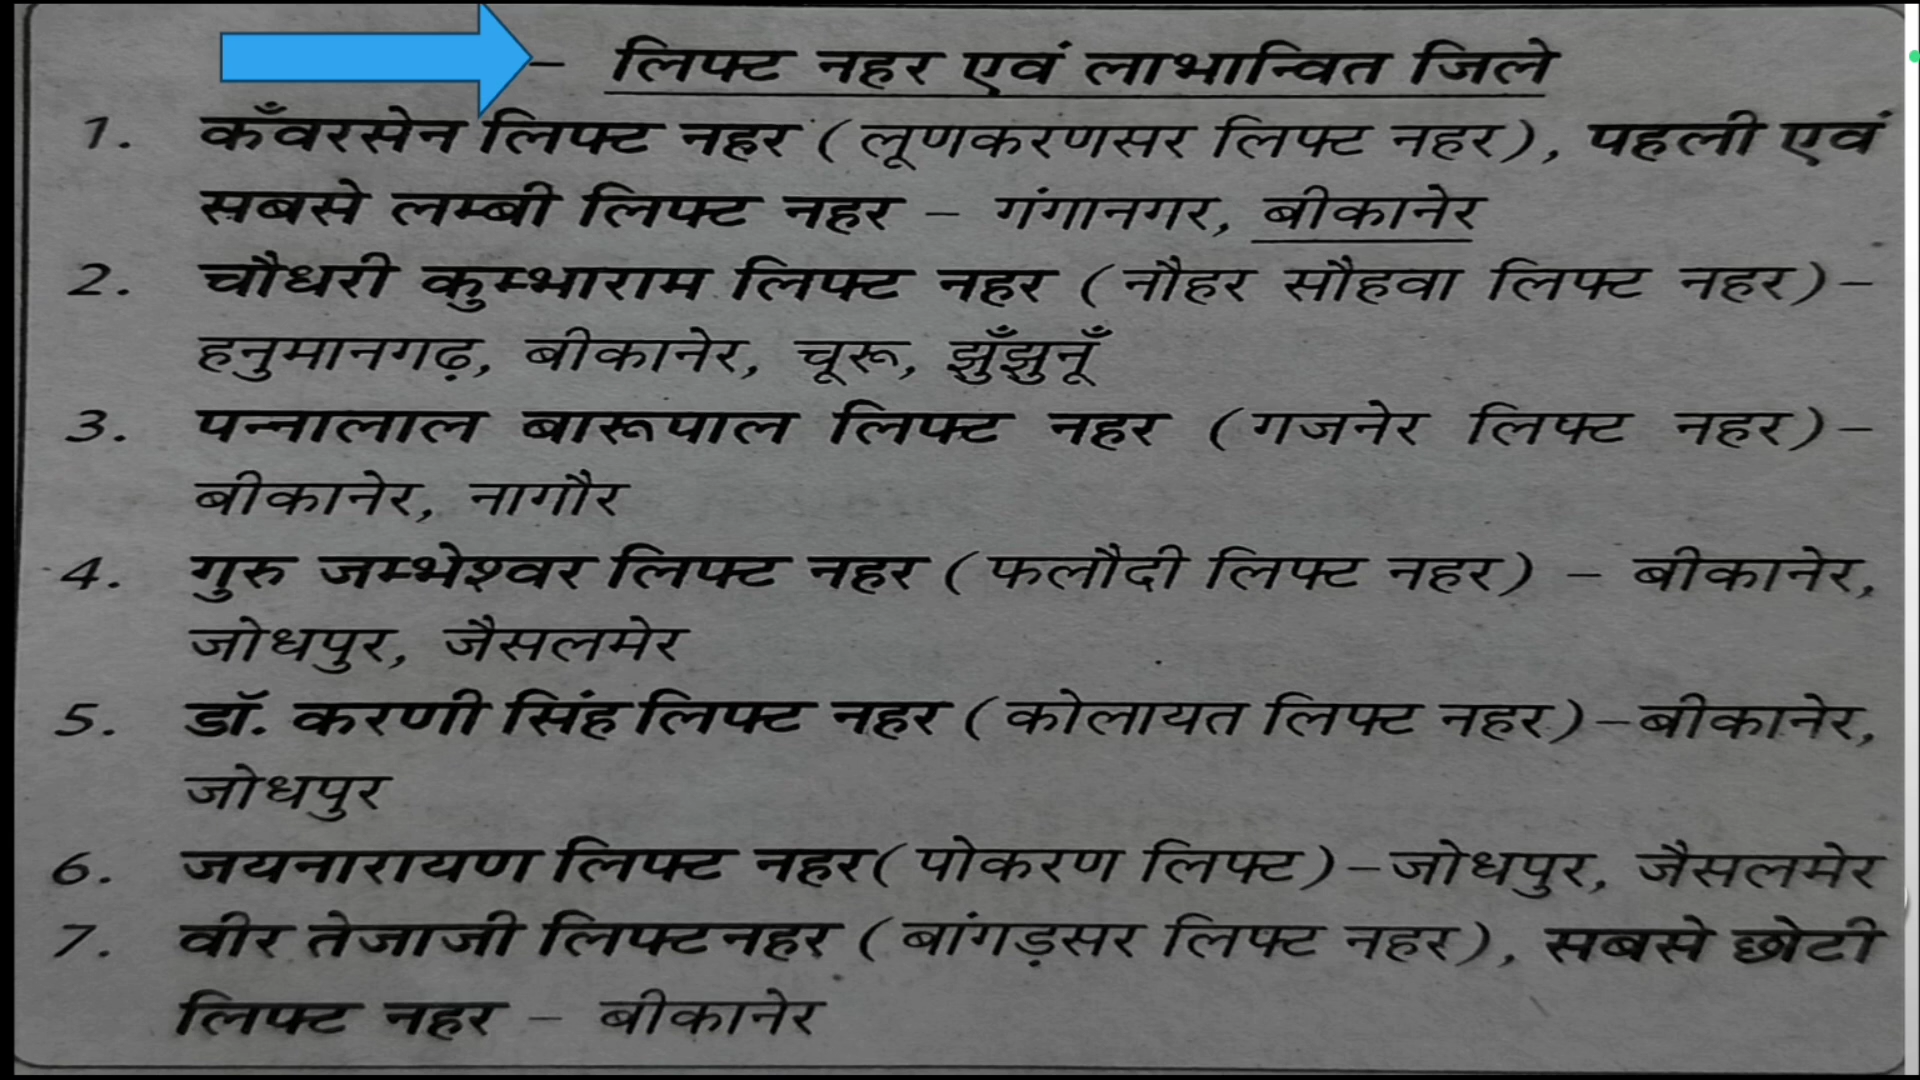 – लिफ्ट नहर एवं लाभान्वित जिले
1. कँवरसेन लिफ्ट नहर (लूणकरणसर लिफ्ट नहर), पहली एवं
सबसे लम्बी लिफ्ट नहर – गंगानगर, बीकानेर
2. चौधरी कुम्भाराम लिफ्ट नहर (नौहर सौहवा लिफ्ट नहर)–
हनुमानगढ़, बीकानेर, चूरू, झुँझुनूँ
3. पन्नालाल बारूपाल लिफ्ट नहर (गजनेर लिफ्ट नहर)–
बीकानेर, नागौर
4. गुरु जम्भेश्वर लिफ्ट नहर (फलौदी लिफ्ट नहर) – बीकानेर,
जोधपुर, जैसलमेर
5. डॉ. करणी सिंह लिफ्ट नहर (कोलायत लिफ्ट नहर)–बीकानेर,
जोधपुर
6. जयनारायण लिफ्ट नहर(पोकरण लिफ्ट)–जोधपुर, जैसलमेर
7. वीर तेजाजी लिफ्टनहर (बांगड़सर लिफ्ट नहर), सबसे छोटी
लिफ्ट नहर – बीकानेर